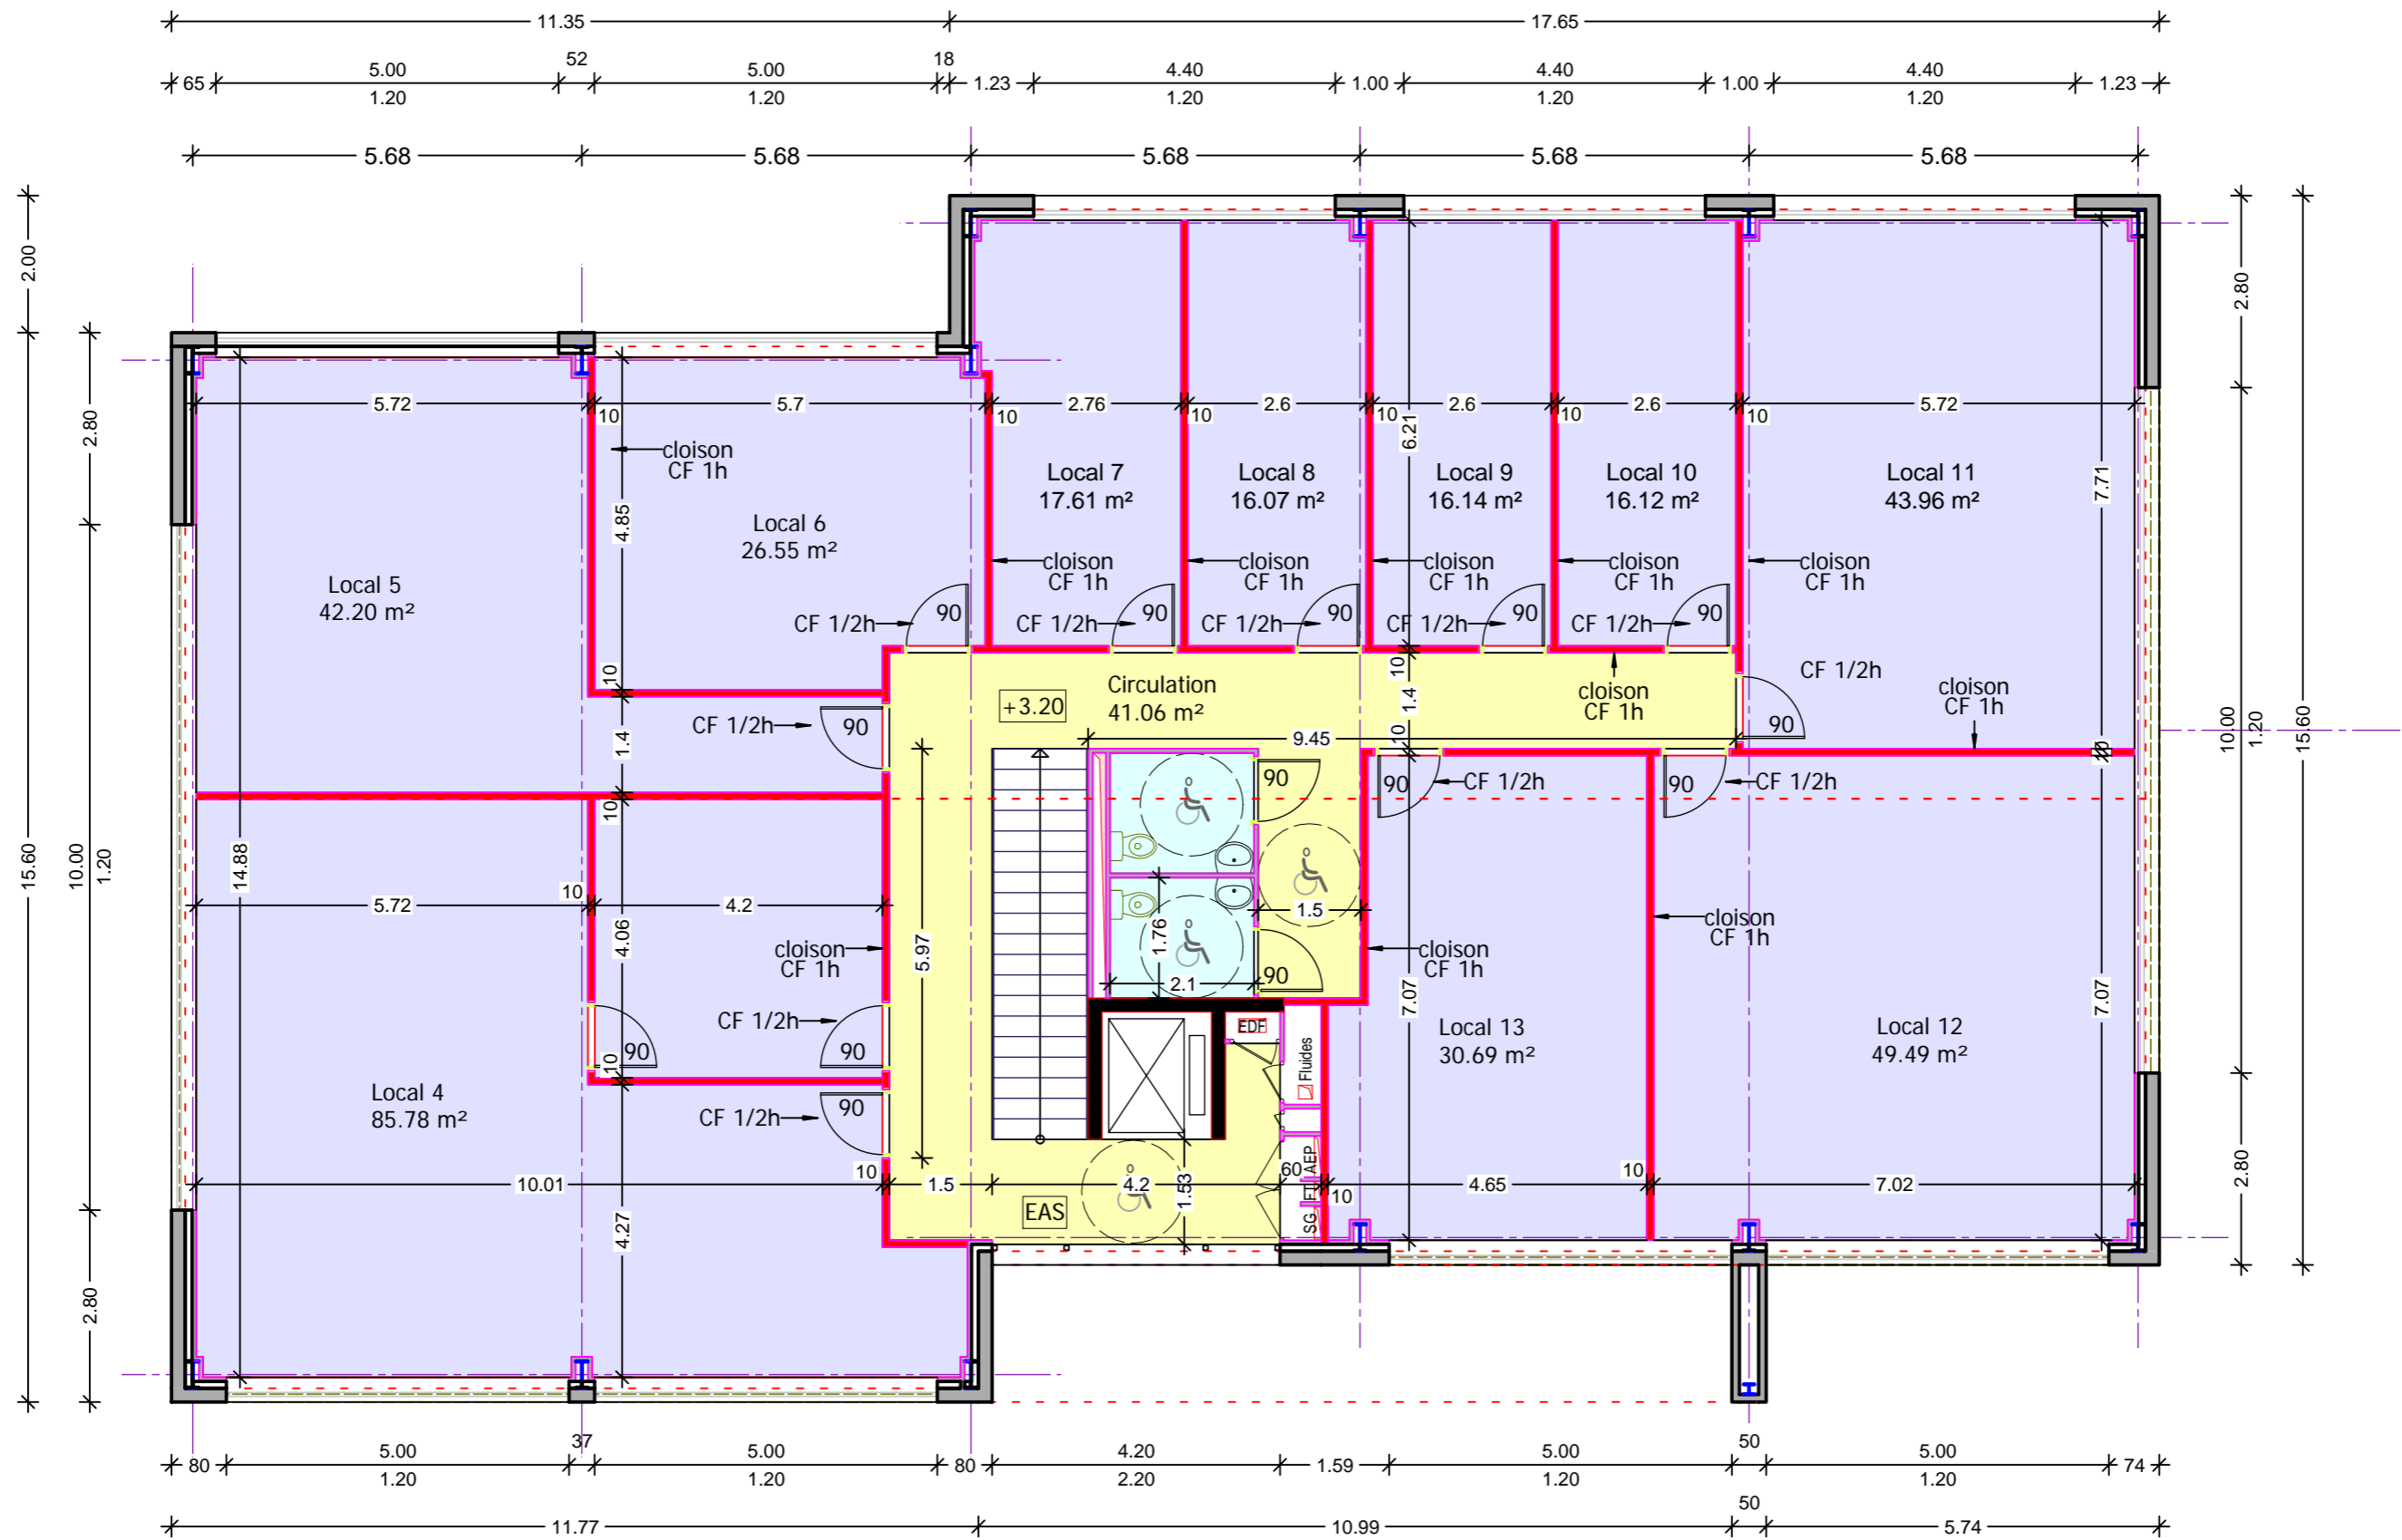 11.35 17.65
65 5.00 52 5.00 18 1.23 4.40 1.00 4.40 1.00 4.40 1.23
1.20 1.20 1.20 1.20 1.20
5.68 5.68 5.68 5.68 5.68
2.00
15.60
2.80
10.00
1.20
2.80
2.80
10.00
1.20
2.80
15.60
5.72 10 5.7 10 2.76 10 2.6 10 2.6 10 2.6 10 5.72
cloison
CF 1h
4.85
6.21
7.71
Local 5
42.20 m²
Local 6
26.55 m²
Local 7
17.61 m²
Local 8
16.07 m²
Local 9
16.14 m²
Local 10
16.12 m²
Local 11
43.96 m²
cloison
CF 1h
cloison
CF 1h
cloison
CF 1h
cloison
CF 1h
cloison
CF 1h
CF 1/2h 90
CF 1/2h 90
CF 1/2h 90
CF 1/2h 90
CF 1/2h 90
10
1.4
10
CF 1/2h 90
+3.20
Circulation
41.06 m²
9.45
10
1.4
10
cloison
CF 1h
CF 1/2h
90
cloison
CF 1h
10
90
90 CF 1/2h
90 CF 1/2h
14.88
5.72 10 4.2
4.06
cloison
CF 1h
5.97
1.76
2.1
1.5
90
cloison
CF 1h
cloison
CF 1h
7.07
7.07
CF 1/2h
90
90
10
Local 4
85.78 m²
CF 1/2h 90
EDF
Fluides
Local 13
30.69 m²
Local 12
49.49 m²
10.01 10 1.5 4.2 60 10 4.65 10 7.02
4.27
1.53
EAS
AEP
FT
SG
80 5.00 37 5.00 80 4.20 1.59 5.00 50 5.00 74
1.20 1.20 2.20 1.20 1.20
11.77 10.99 50 5.74